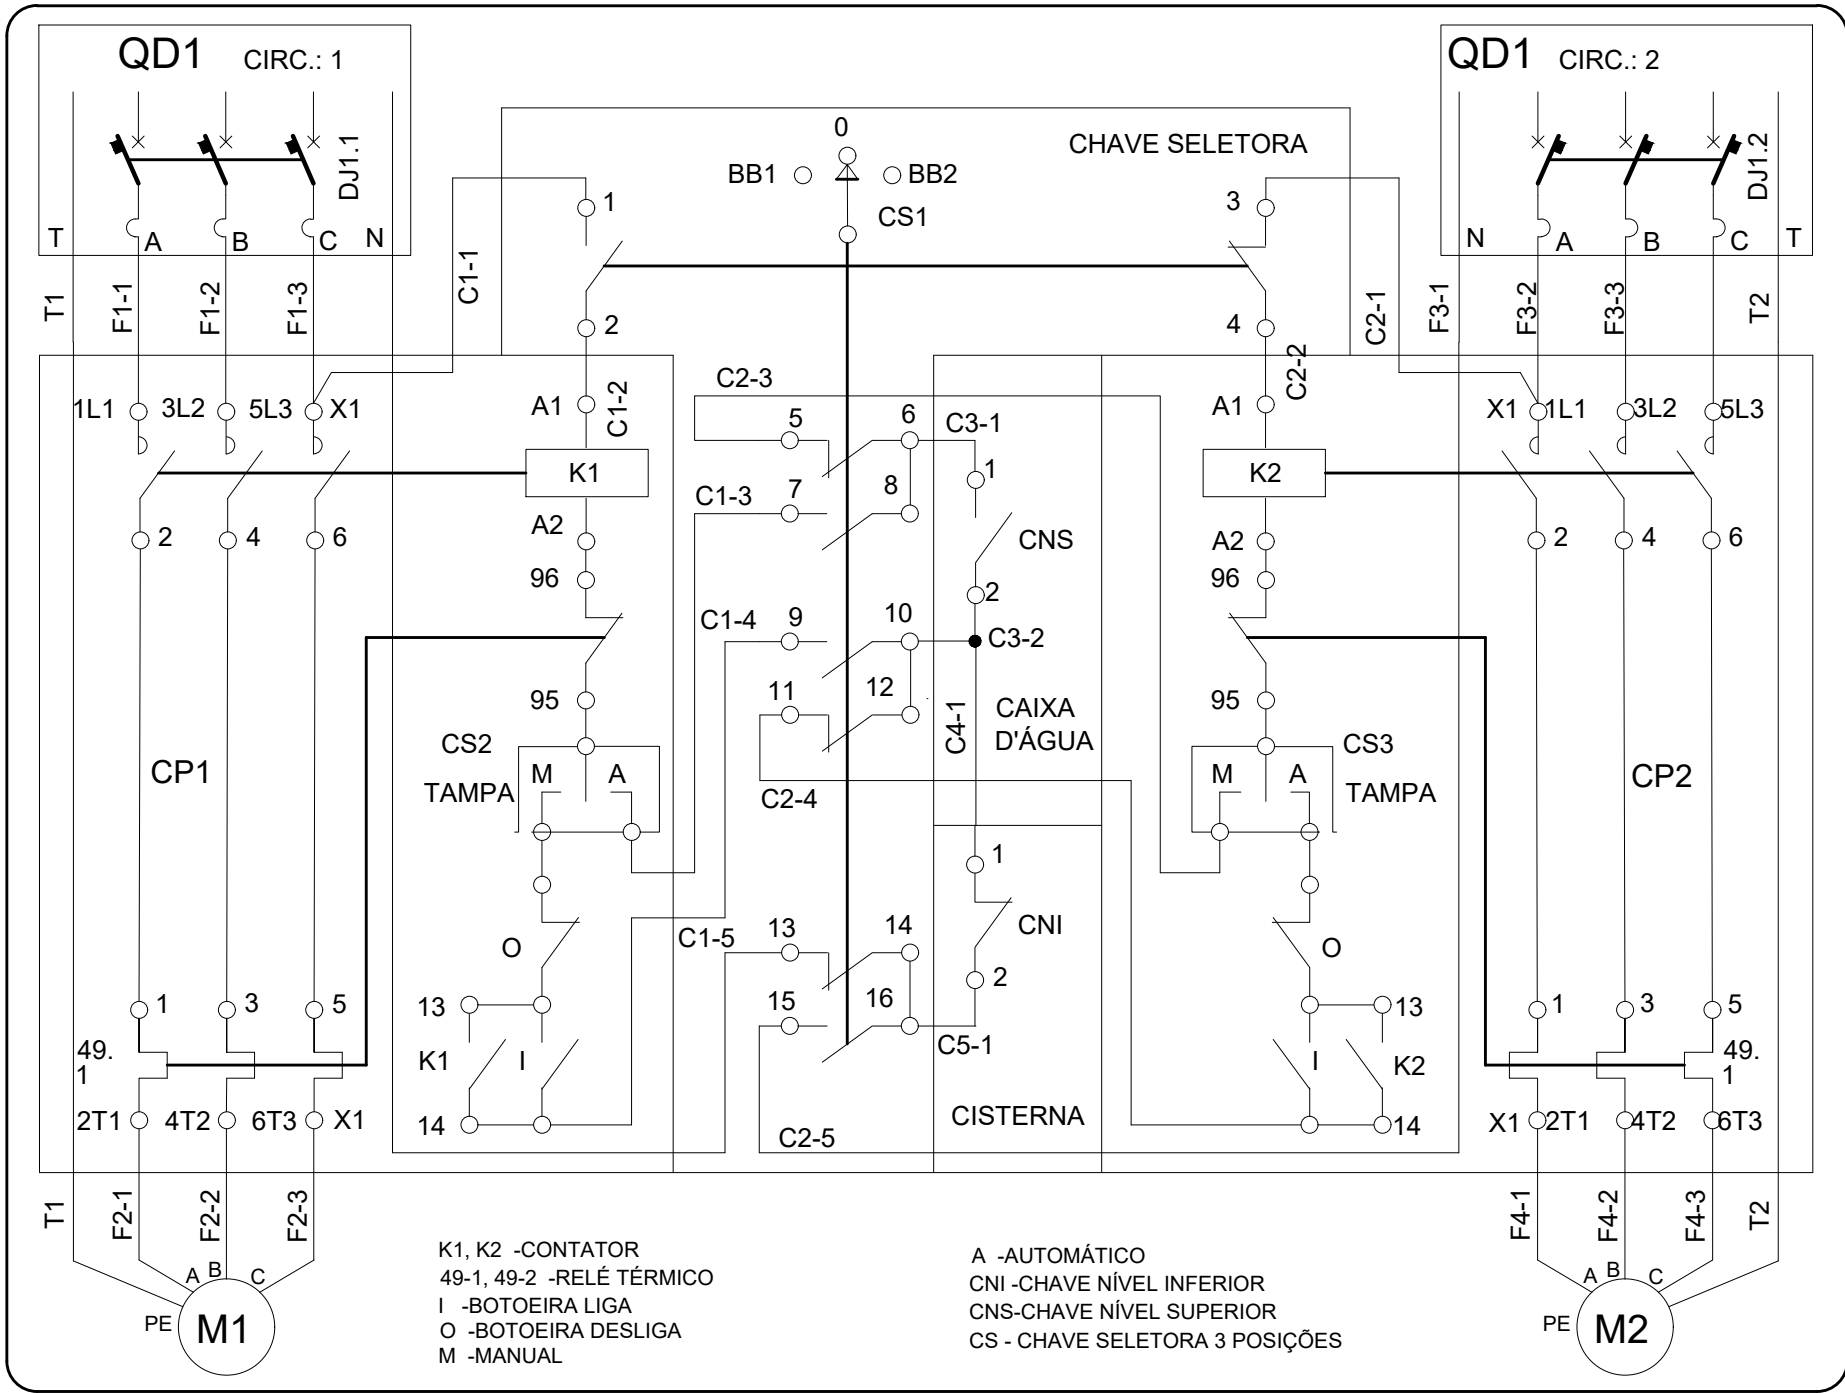 QD1 CIRC.: 1
QD1 CIRC.: 2
DJ1.1
T A B C N
0
BB1 BB2
CS1
CHAVE SELETORA
DJ1.2
N A B C T
T1 F1-1 F1-2 F1-3
C1-1
1
2
3
4
C2-1
F3-1 F3-2 F3-3 T2
1L1 3L2 5L3 X1
A1 C1-2
K1
A2
96
95
2 4 6
C2-3
5 6 C3-1
C1-3 7 8
1
CNS
2
C1-4 9 10 C3-2
11 12
C4-1
CAIXA
D'ÁGUA
C2-4
A1 C2-2
K2
A2
96
95
X1 1L1 3L2 5L3
2 4 6
CP1
CS2
TAMPA
M A
CS3
TAMPA
M A
CP2
1
CNI
2
O
13
K1 I
14
C1-5 13 14
15 16
C5-1
CISTERNA
C2-5
O
13
I K2
14
1 3 5
49.
1
2T1 4T2 6T3 X1
1 3 5
49.
1
X1 2T1 4T2 6T3
T1 F2-1 F2-2 F2-3
F4-1 F4-2 F4-3 T2
A B C
PE M1
A B C
PE M2
K1, K2 -CONTATOR
49-1, 49-2 -RELÉ TÉRMICO
I -BOTOEIRA LIGA
O -BOTOEIRA DESLIGA
M -MANUAL
A -AUTOMÁTICO
CNI -CHAVE NÍVEL INFERIOR
CNS-CHAVE NÍVEL SUPERIOR
CS - CHAVE SELETORA 3 POSIÇÕES